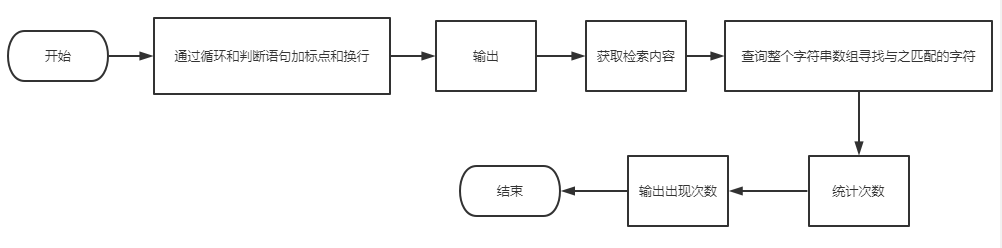 开始
通过循环和判断语句加标点和换行
输出
获取检索内容
查询整个字符串数组寻找与之匹配的字符
统计次数
输出出现次数
结束